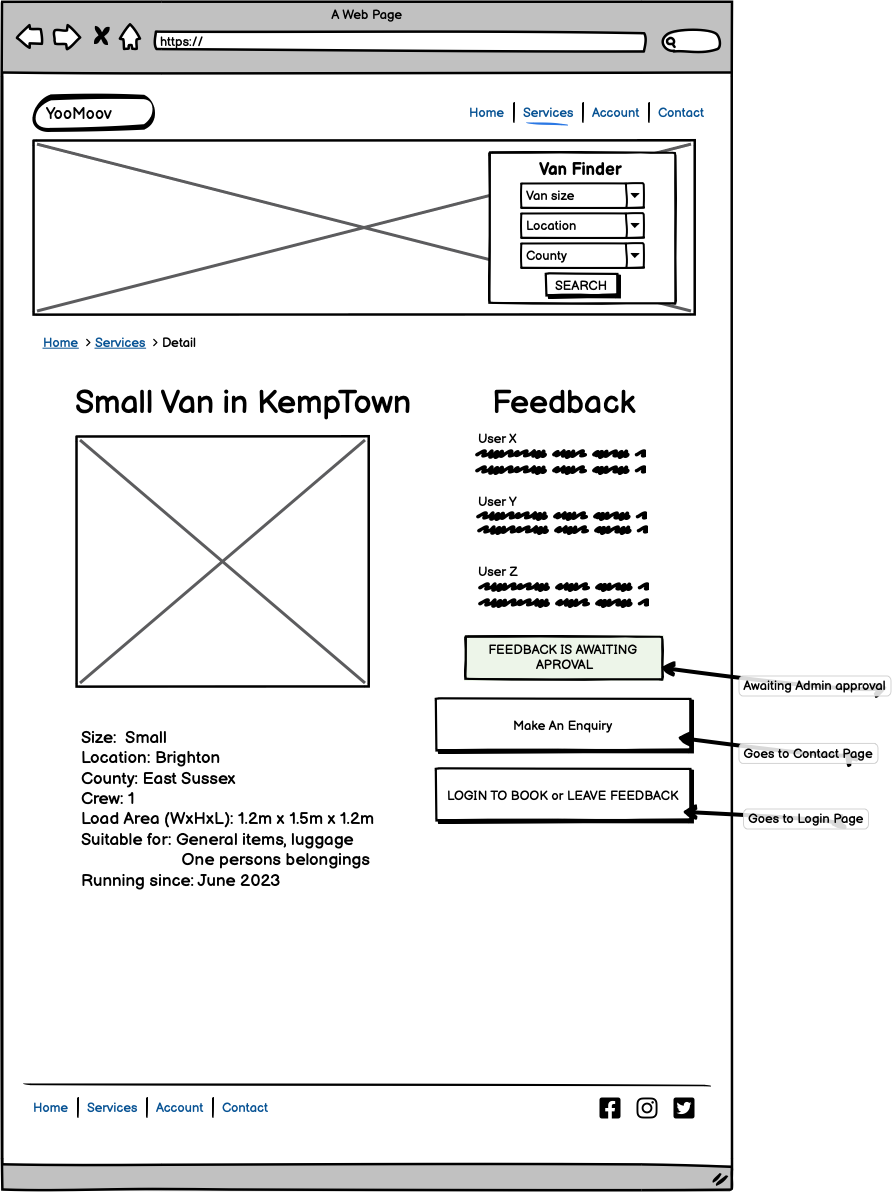 A Web Page
https://
YooMoov
Home Services Account Contact
Van Finder
Van size
Location
County
SEARCH
Home > Services > Detail
Small Van in KempTown
Feedback
User X
User Y
User Z
FEEDBACK IS AWAITING
APROVAL
Awaiting Admin approval
Make An Enquiry
Goes to Contact Page
LOGIN TO BOOK or LEAVE FEEDBACK
Goes to Login Page
Size: Small
Location: Brighton
County: East Sussex
Crew: 1
Load Area (WxHxL): 1.2m x 1.5m x 1.2m
Suitable for: General items, luggage
One persons belongings
Running since: June 2023
Home Services Account Contact